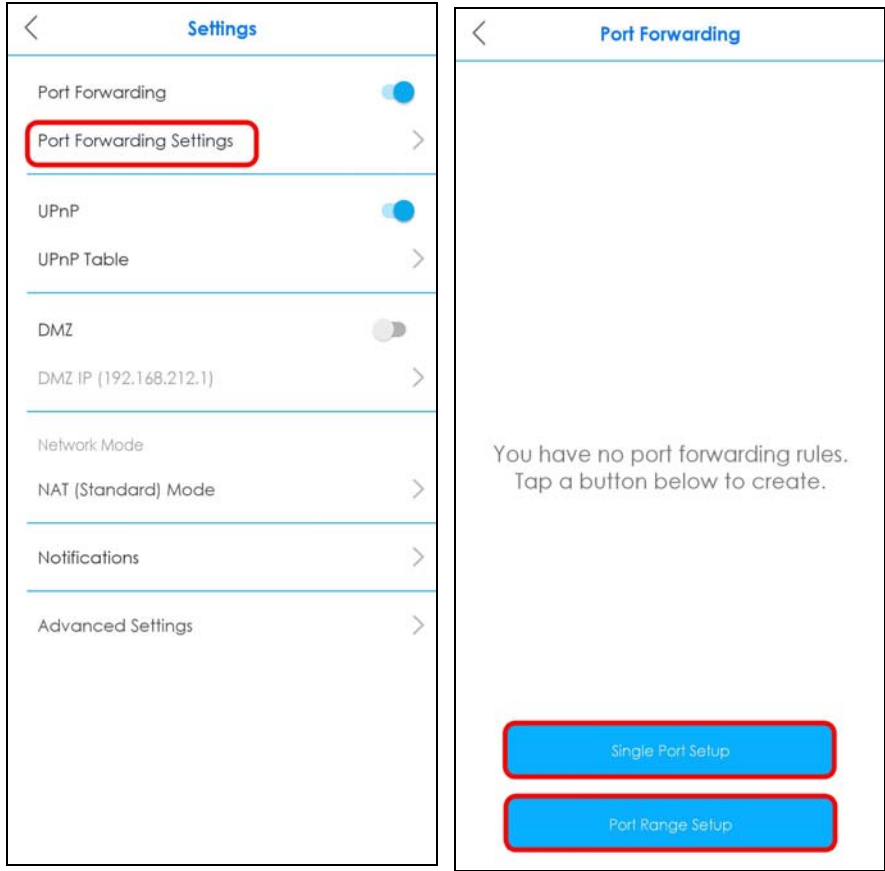 Settings
Port Forwarding
Port Forwarding Settings
UPnP
UPnP Table
DMZ
DMZ IP (192.168.212.1)
Network Mode
NAT (Standard) Mode
Notifications
Advanced Settings
Port Forwarding
You have no port forwarding rules.
Tap a button below to create.
Single Port Setup
Port Range Setup